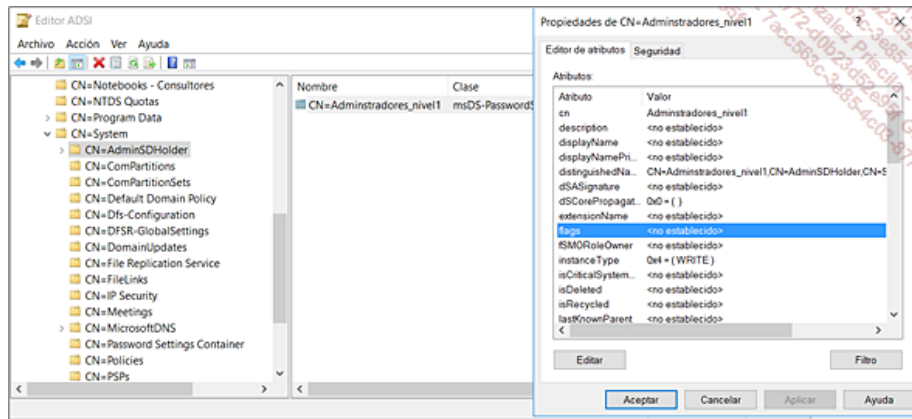 Editor ADSI
Archivo Acción Ver Ayuda
CN=Notebooks - Consultores
CN=NTDS Quotas
CN=Program Data
CN=System
CN=AdminSDHolder
CN=ComPartitions
CN=ComPartitionSets
CN=Default Domain Policy
CN=Dfs-Configuration
CN=DFSR-GlobalSettings
CN=DomainUpdates
CN=File Replication Service
CN=FileLinks
CN=IP Security
CN=Meetings
CN=MicrosoftDNS
CN=Password Settings Container
CN=Policies
CN=PSPs
Nombre Clase
CN=Adminstradores_nivel1 msDS-PasswordS
Propiedades de CN=Adminstradores_nivel1 ? ×
Editor de atributos Seguridad
Atributos:
Atributo Valor
cn Adminstradores_nivel1
description <no establecido>
displayName <no establecido>
displayNamePri... <no establecido>
distinguishedNa... CN=Adminstradores_nivel1,CN=AdminSDHolder,CN=S
dSASignature <no establecido>
dSCorePropagat... 0x0 = ( )
extensionName <no establecido>
flags <no establecido>
fSMORoleOwner <no establecido>
instanceType 0x4 = ( WRITE )
isCriticalSystem... <no establecido>
isDeleted <no establecido>
isRecycled <no establecido>
lastKnownParent <no establecido>
Editar Filtro
Aceptar Cancelar Aplicar Ayuda